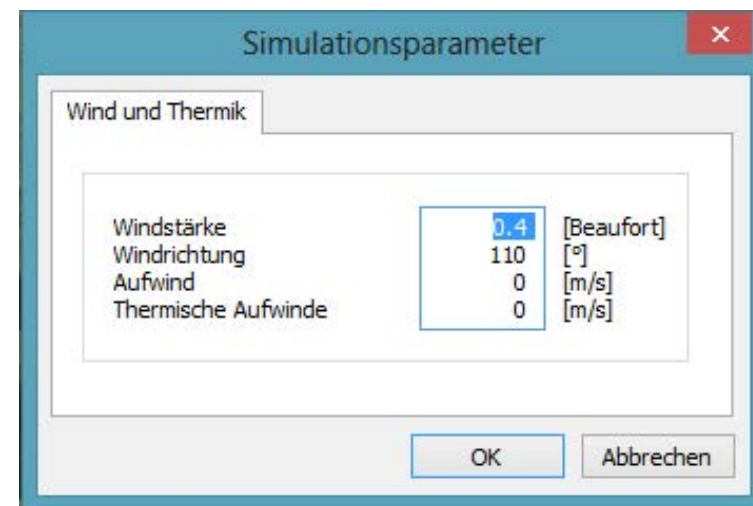 Simulationsparameter
Wind und Thermik
Windstärke 0.4 [Beaufort]
Windrichtung 110 [°]
Aufwind 0 [m/s]
Thermische Aufwinde 0 [m/s]
OK Abbrechen